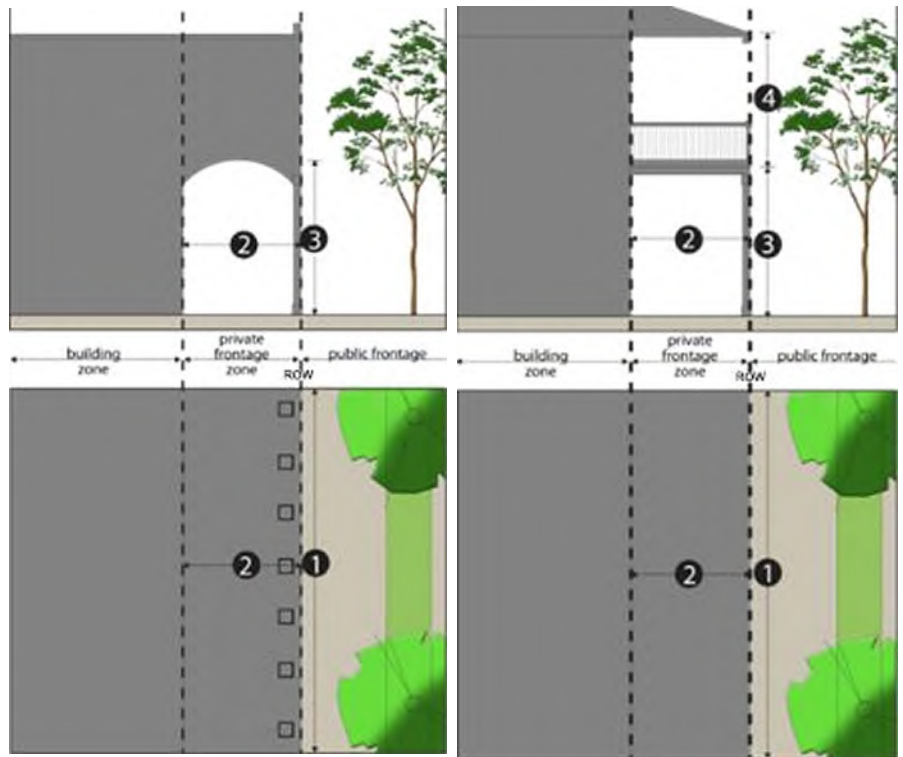 2
3
building
zone
private
frontage
zone
public frontage
ROW
2
1
4
2
3
building
zone
private
frontage
zone
public frontage
ROW
2
1